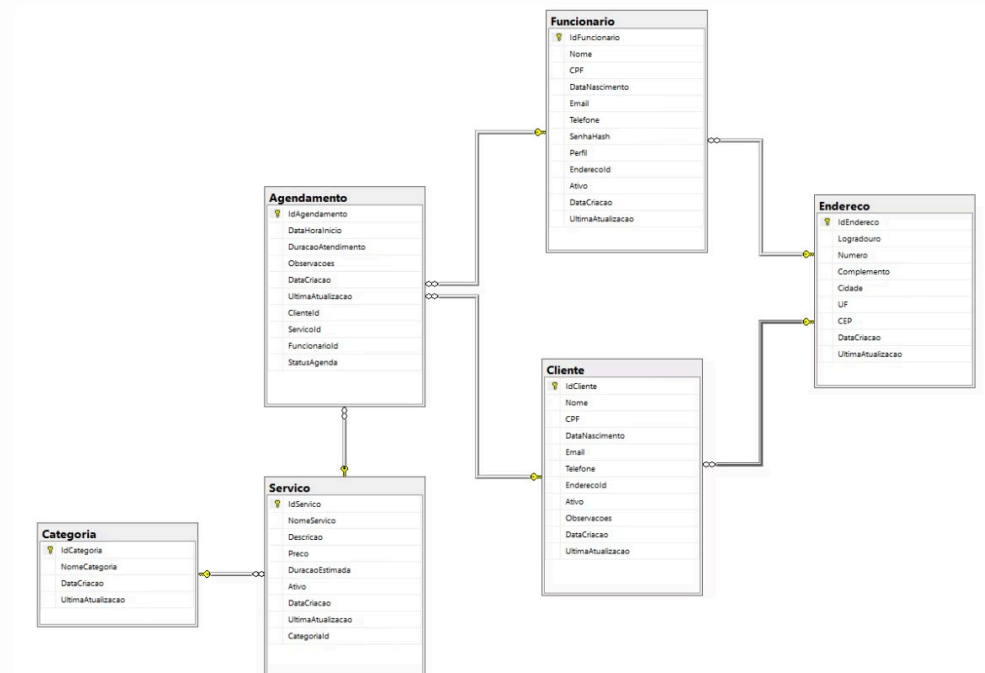 Funcionario
IdFuncionario
Nome
CPF
DataNascimento
Email
Telefone
SenhaHash
Perfil
EnderecoId
Ativo
DataCriacao
UltimaAtualizacao
Agendamento
IdAgendamento
DataHoraInicio
DuracaoAtendimento
Observacoes
DataCriacao
UltimaAtualizacao
ClienteId
ServicoId
FuncionarioId
StatusAgenda
Endereco
IdEndereco
Logradouro
Numero
Complemento
Cidade
UF
CEP
DataCriacao
UltimaAtualizacao
Cliente
IdCliente
Nome
CPF
DataNascimento
Email
Telefone
EnderecoId
Ativo
Observacoes
DataCriacao
UltimaAtualizacao
Servico
IdServico
NomeServico
Descricao
Preco
DuracaoEstimada
Ativo
DataCriacao
UltimaAtualizacao
CategoriaId
Categoria
IdCategoria
NomeCategoria
DataCriacao
UltimaAtualizacao